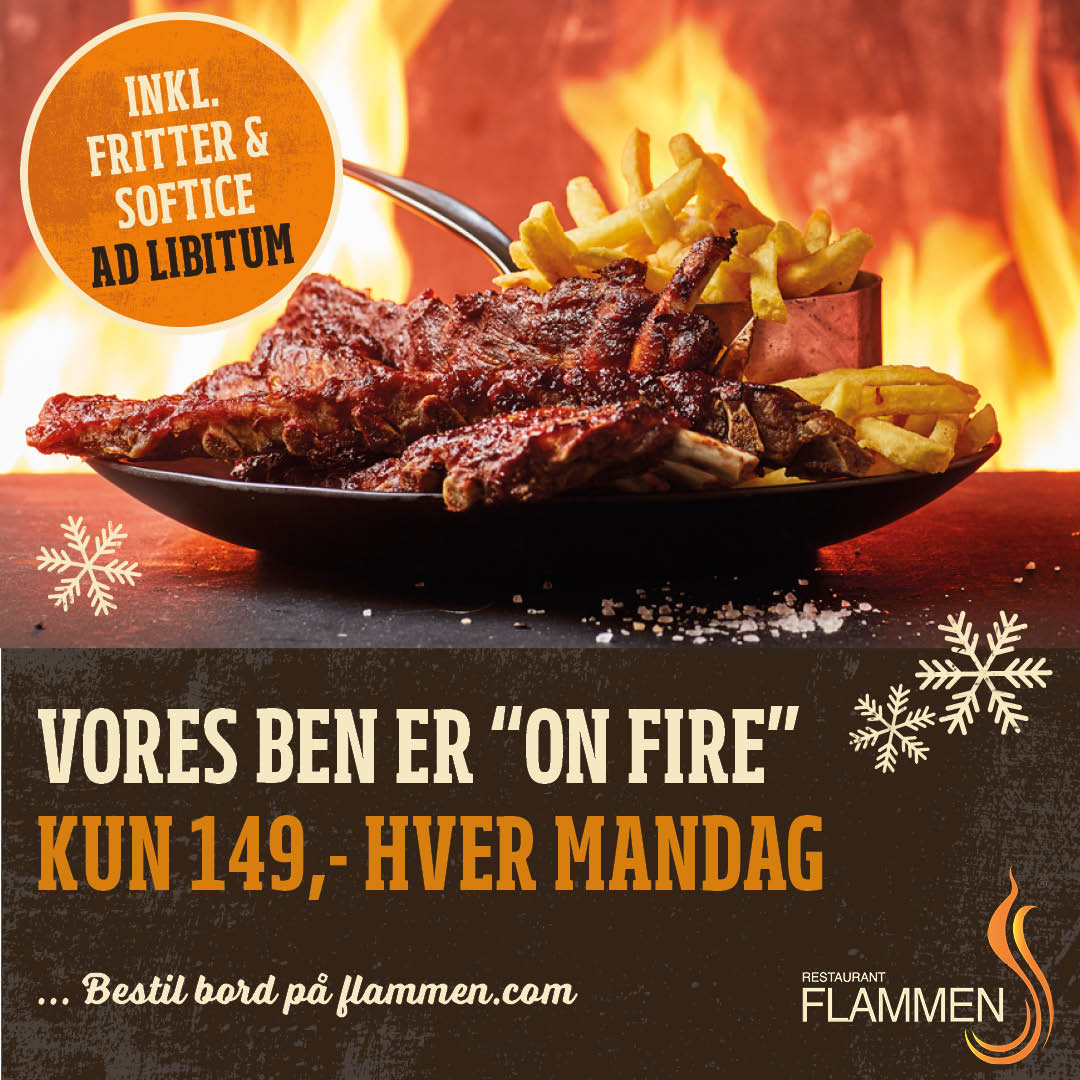 INKL.
FRITTER &
SOFTICE
AD LIBITUM
VORES BEN ER "ON FIRE"
KUN 149,- HVER MANDAG
... Bestil bord på flammen.com
RESTAURANT
FLAMMEN